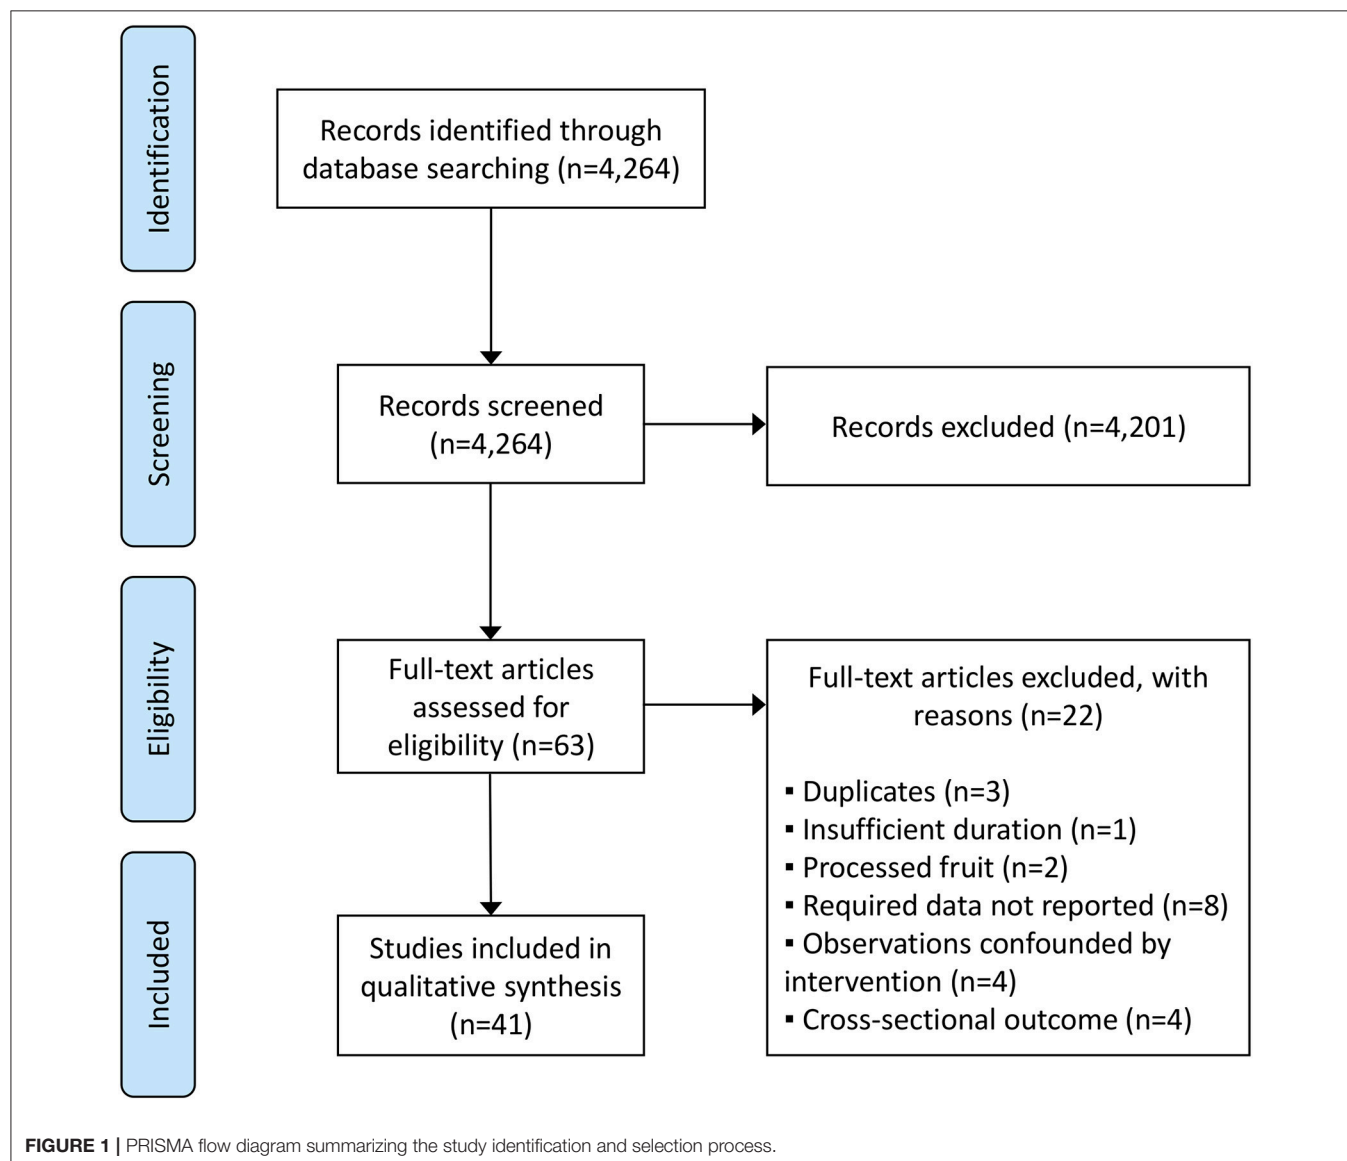 Identification
Records identified through
database searching (n=4,264)
Screening
Records screened
(n=4,264)
Records excluded (n=4,201)
Eligibility
Full-text articles
assessed for
eligibility (n=63)
Full-text articles excluded, with
reasons (n=22)
▪ Duplicates (n=3)
▪ Insufficient duration (n=1)
▪ Processed fruit (n=2)
▪ Required data not reported (n=8)
▪ Observations confounded by
intervention (n=4)
▪ Cross-sectional outcome (n=4)
Included
Studies included in
qualitative synthesis
(n=41)
FIGURE 1 | PRISMA flow diagram summarizing the study identification and selection process.